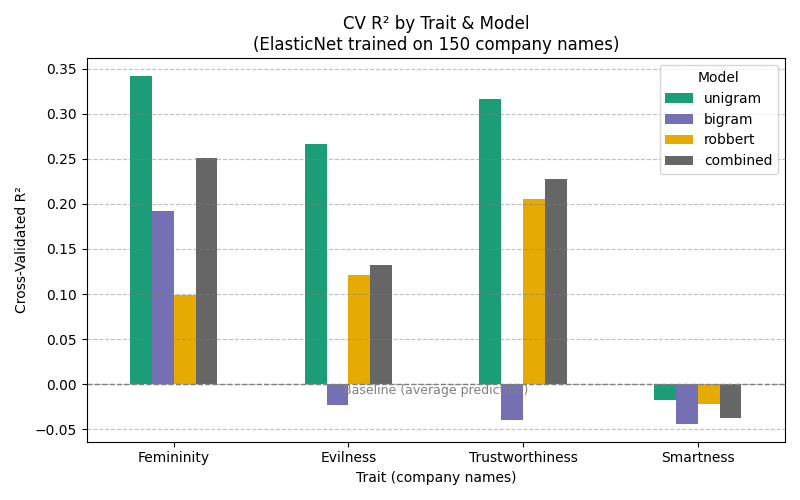 CV R² by Trait & Model
(ElasticNet trained on 150 company names)
Model
unigram
bigram
robbert
combined
Cross-Validated R²
0.35
0.30
0.25
0.20
0.15
0.10
0.05
0.00
−0.05
Baseline (average prediction)
Femininity
Evilness
Trustworthiness
Smartness
Trait (company names)